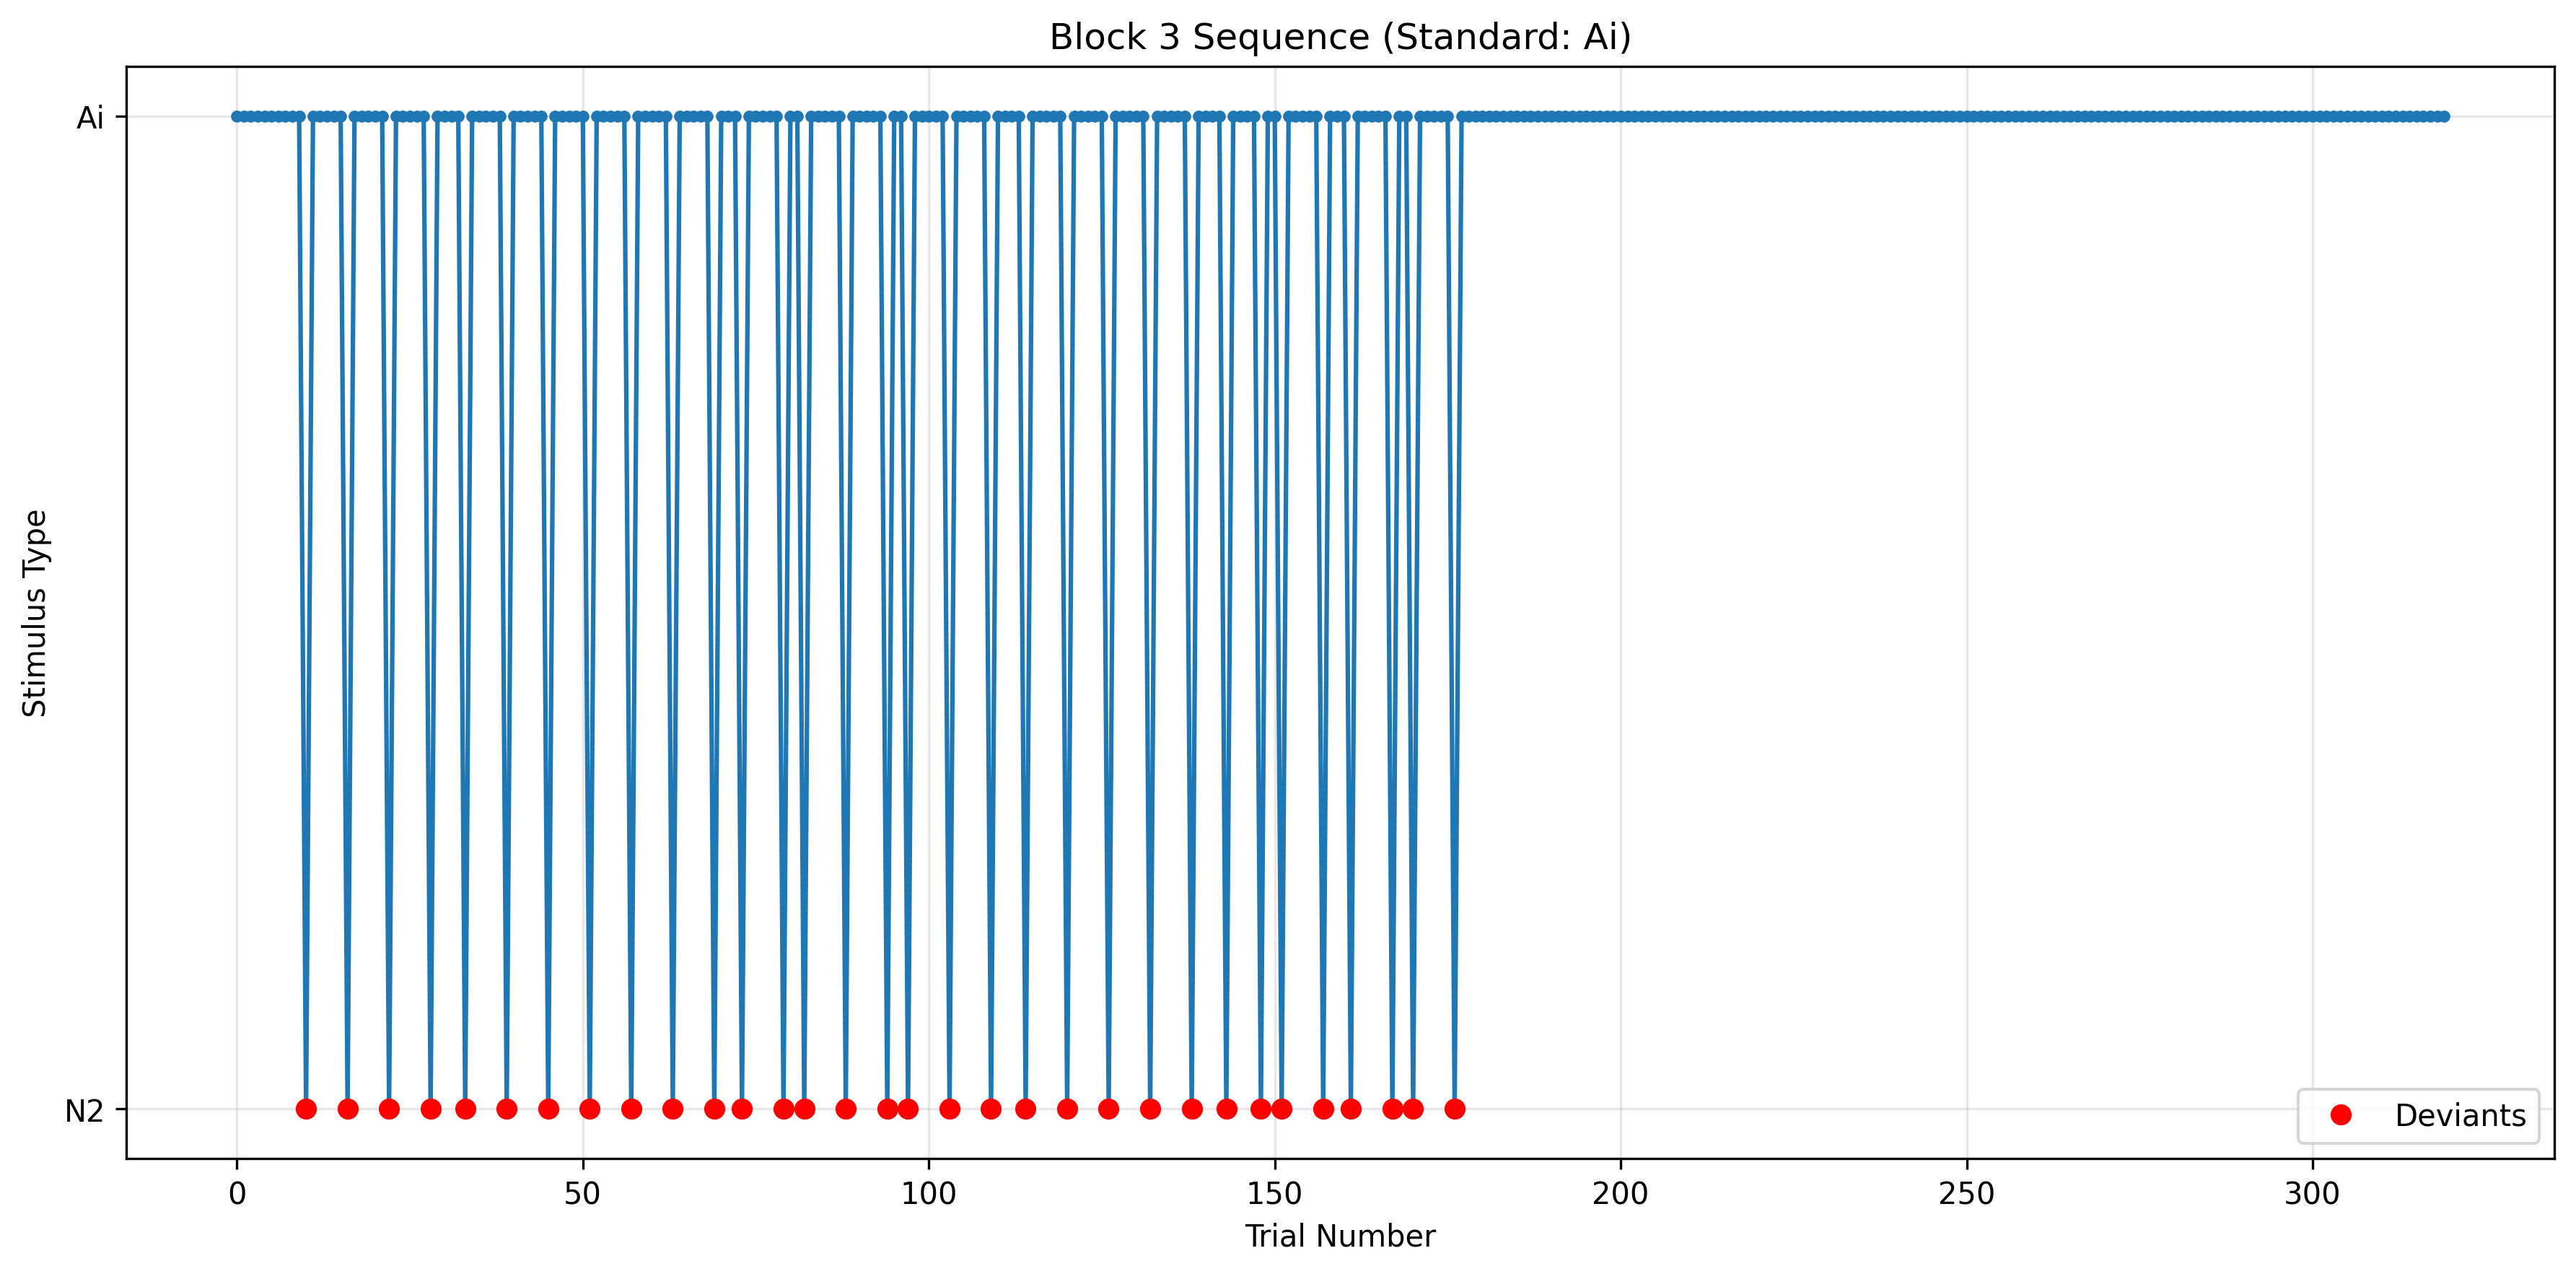 Block 3 Sequence (Standard: Ai)
Ai
Stimulus Type
N2
Deviants
0 50 100 150 200 250 300
Trial Number